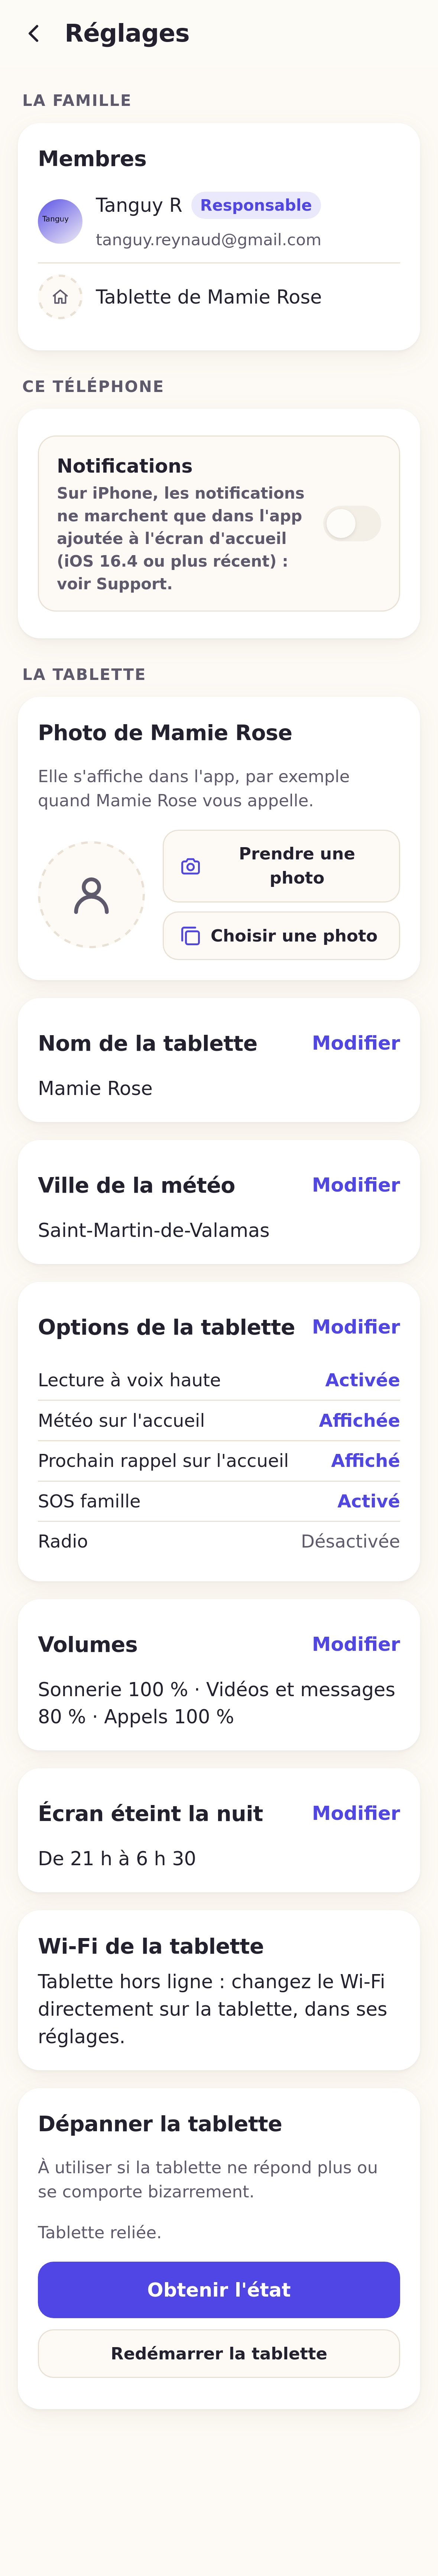 Réglages
LA FAMILLE
Membres
Tanguy
Tanguy R Responsable
tanguy.reynaud@gmail.com
Tablette de Mamie Rose
CE TÉLÉPHONE
Notifications
Sur iPhone, les notifications
ne marchent que dans l'app
ajoutée à l'écran d'accueil
(iOS 16.4 ou plus récent) :
voir Support.
LA TABLETTE
Photo de Mamie Rose
Elle s'affiche dans l'app, par exemple
quand Mamie Rose vous appelle.
Prendre une
photo
Choisir une photo
Nom de la tablette Modifier
Mamie Rose
Ville de la météo Modifier
Saint-Martin-de-Valamas
Options de la tablette Modifier
Lecture à voix haute Activée
Météo sur l'accueil Affichée
Prochain rappel sur l'accueil Affiché
SOS famille Activé
Radio Désactivée
Volumes Modifier
Sonnerie 100 % · Vidéos et messages
80 % · Appels 100 %
Écran éteint la nuit Modifier
De 21 h à 6 h 30
Wi-Fi de la tablette
Tablette hors ligne : changez le Wi-Fi
directement sur la tablette, dans ses
réglages.
Dépanner la tablette
À utiliser si la tablette ne répond plus ou
se comporte bizarrement.
Tablette reliée.
Obtenir l'état
Redémarrer la tablette